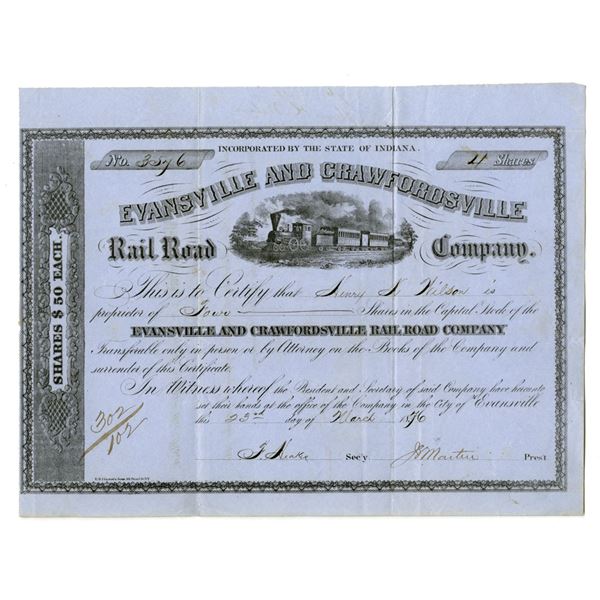 INCORPORATED BY THE STATE OF INDIANA.
No. 3576
4 Shares
EVANSVILLE AND CRAWFORDSVILLE
Rail Road Company.
SHARES $ 50 EACH.
This is to Certify that Henry Wilson is
proprietor of Four Shares in the Capital Stock of the
EVANSVILLE AND CRAWFORDSVILLE RAIL ROAD COMPANY
Transferable only in person or by Attorney on the Books of the Company and
surrender of this Certificate.
In Witness whereof the President and Secretary of said Company have hereunto
set their hands at the office of the Company in the City of Evansville
this 23rd day of March 1876
302/102
Secy Martin Prest